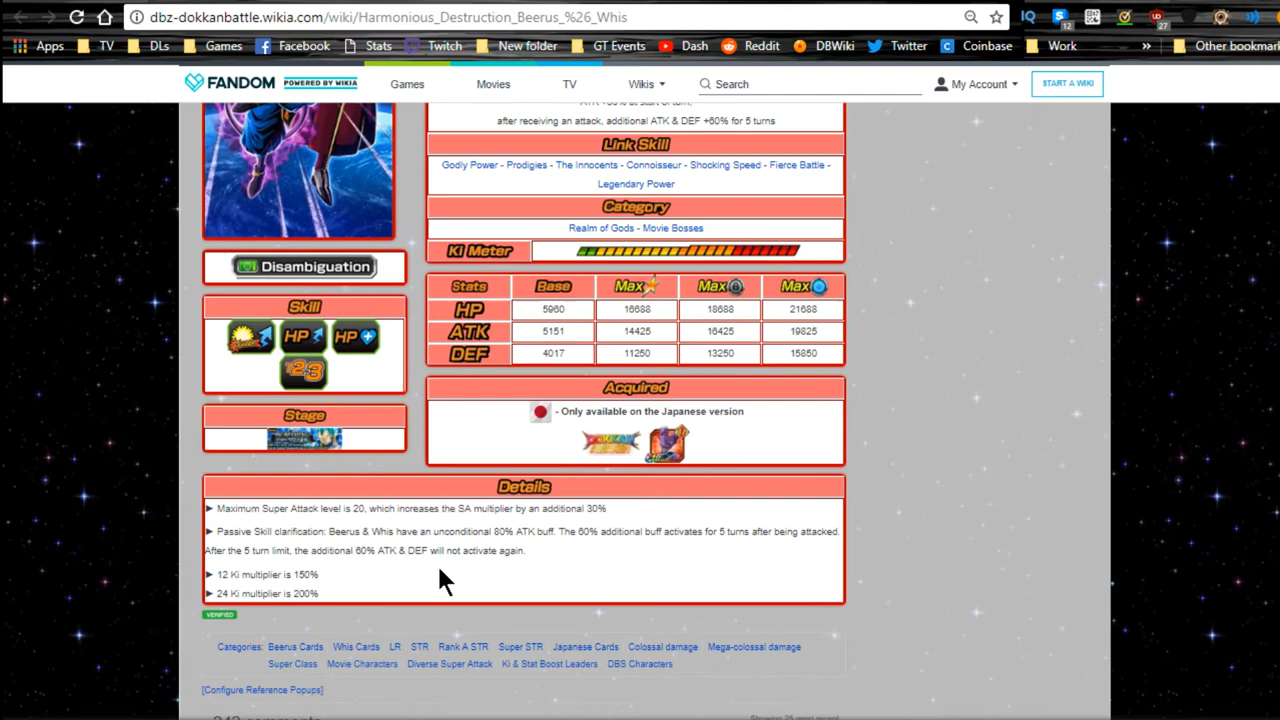 dbz-dokkanbattle.wikia.com/wiki/Harmonious_Destruction_Beerus_%26_Whis
IQ 12 27
Apps TV DLs Games Facebook Stats Twitch New folder GT Events Dash Reddit DBWiki Twitter Coinbase Work » Other bookmark
FANDOM POWERED BY WIKIA Games Movies TV Wikis Search My Account START A WIKI
after receiving an attack, additional ATK & DEF +60% for 5 turns
Link Skill
Godly Power - Prodigies - The Innocents - Connoisseur - Shocking Speed - Fierce Battle -
Legendary Power
Category
Realm of Gods - Movie Bosses
Ki Meter
Disambiguation
Stats Base Max Max Max
HP 5960 16688 18688 21688
ATK 5151 14425 16425 19825
DEF 4017 11250 13250 15850
Skill
HP HP
Stage
Acquired
- Only available on the Japanese version
Details
► Maximum Super Attack level is 20, which increases the SA multiplier by an additional 30%
► Passive Skill clarification: Beerus & Whis have an unconditional 80% ATK buff. The 60% additional buff activates for 5 turns after being attacked.
After the 5 turn limit, the additional 60% ATK & DEF will not activate again.
► 12 Ki multiplier is 150%
► 24 Ki multiplier is 200%
VERIFIED
Categories: Beerus Cards Whis Cards LR STR Rank A STR Super STR Japanese Cards Colossal damage Mega-colossal damage
Super Class Movie Characters Diverse Super Attack Ki & Stat Boost Leaders DBS Characters
[Configure Reference Popups]